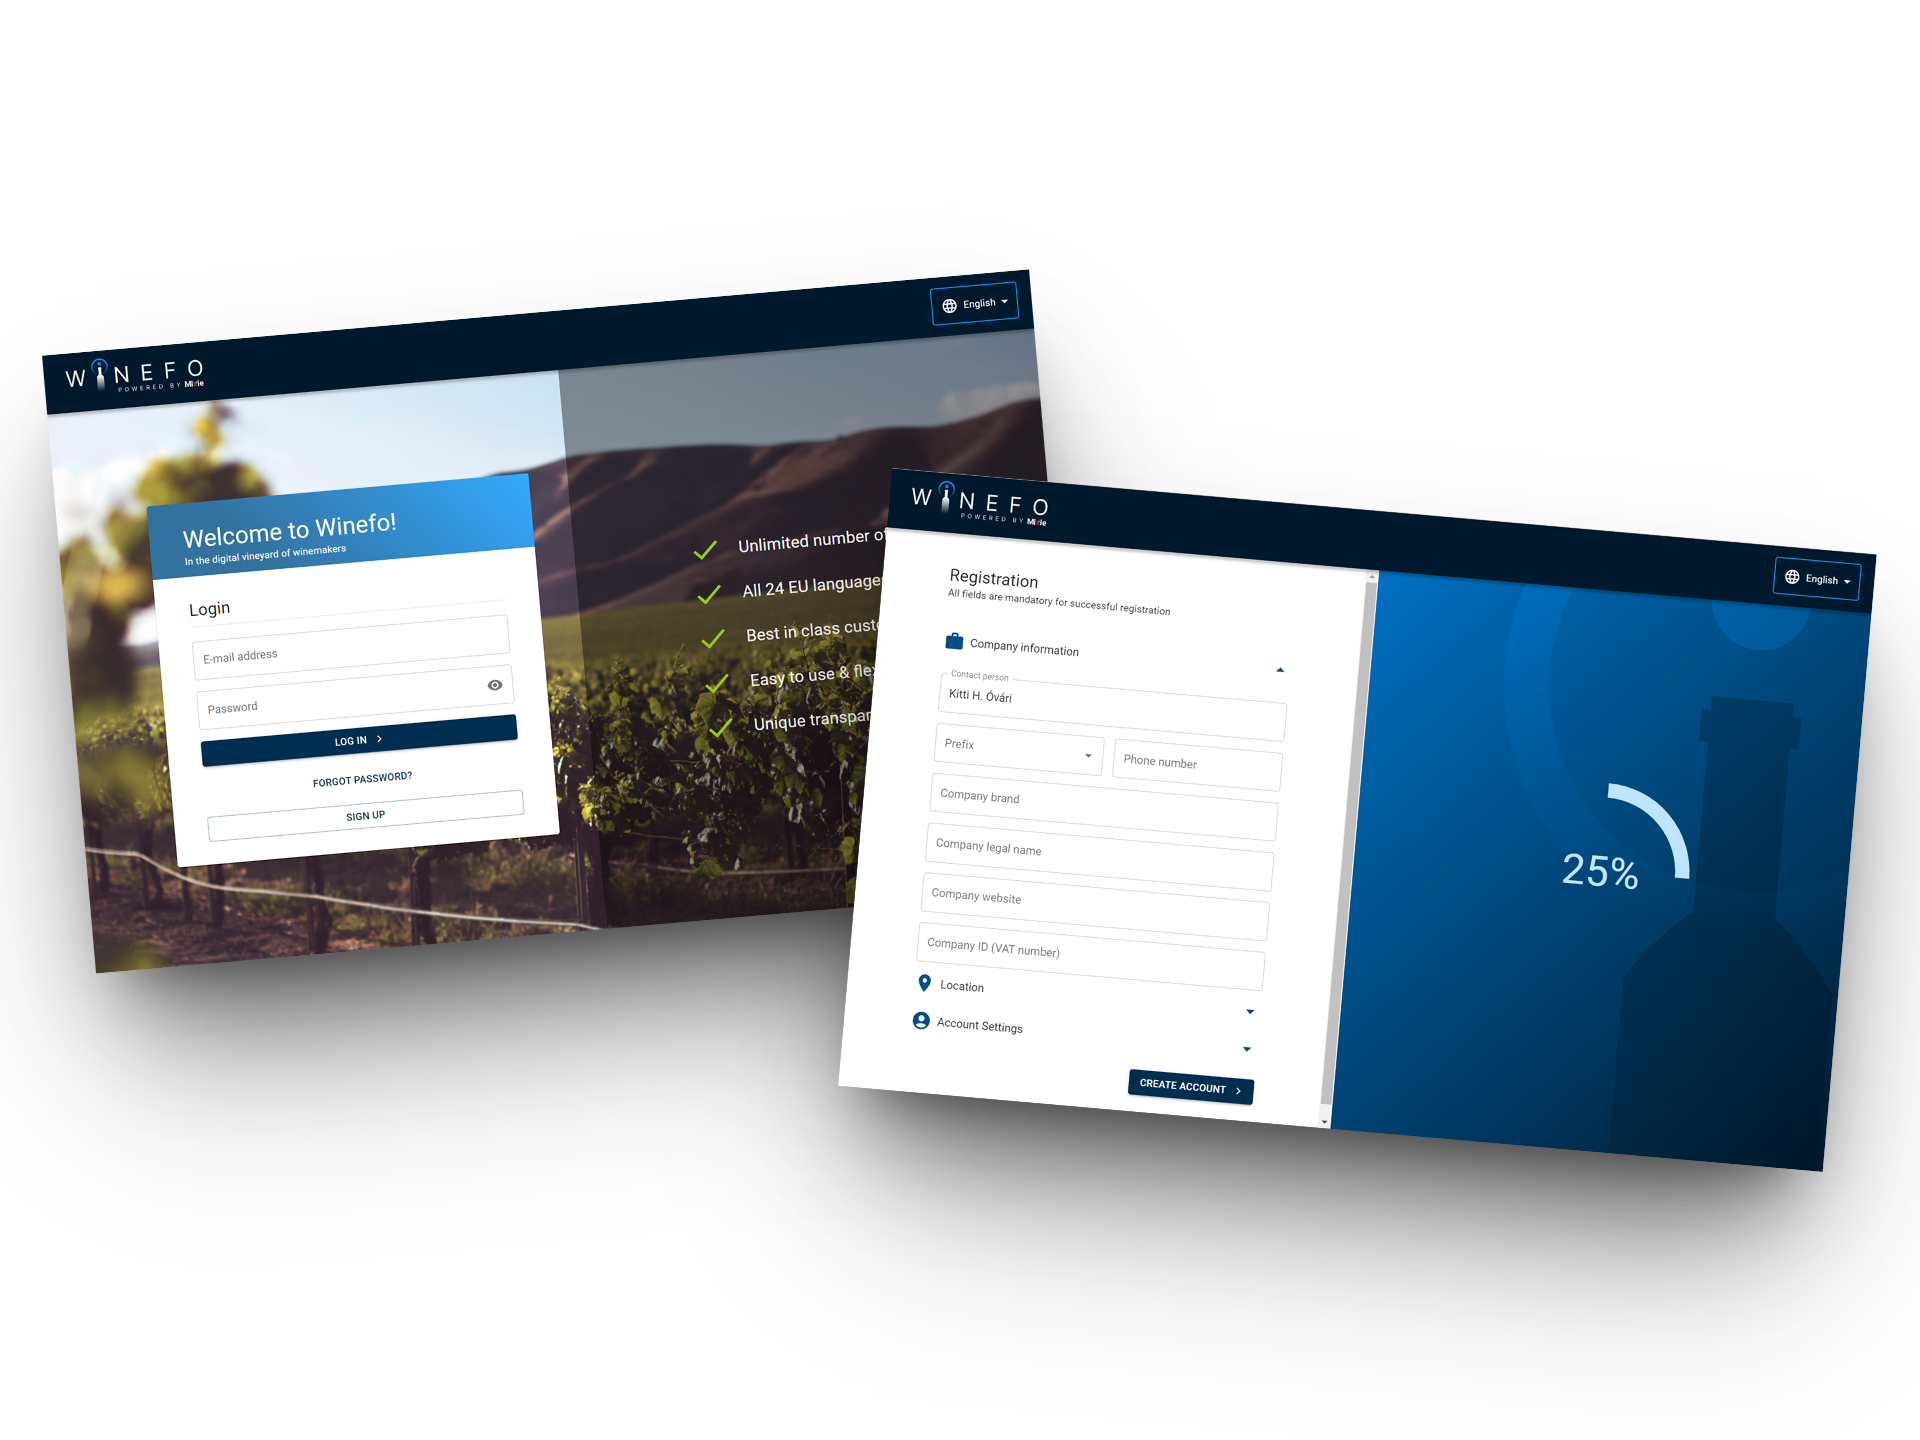 WINEFO
POWERED BY Mixie
English
Welcome to Winefo!
In the digital vineyard of winemakers
Login
E-mail address
Password
LOG IN
FORGOT PASSWORD?
SIGN UP
Unlimited number of
All 24 EU languages
Best in class
Easy to use &
Unique
WINEFO
POWERED BY Mixie
English
Registration
All fields are mandatory for successful registration
Company information
Contact person
Kitti H. Óvári
Prefix
Phone number
Company brand
Company legal name
Company website
Company ID (VAT number)
Location
Account Settings
CREATE ACCOUNT
25%